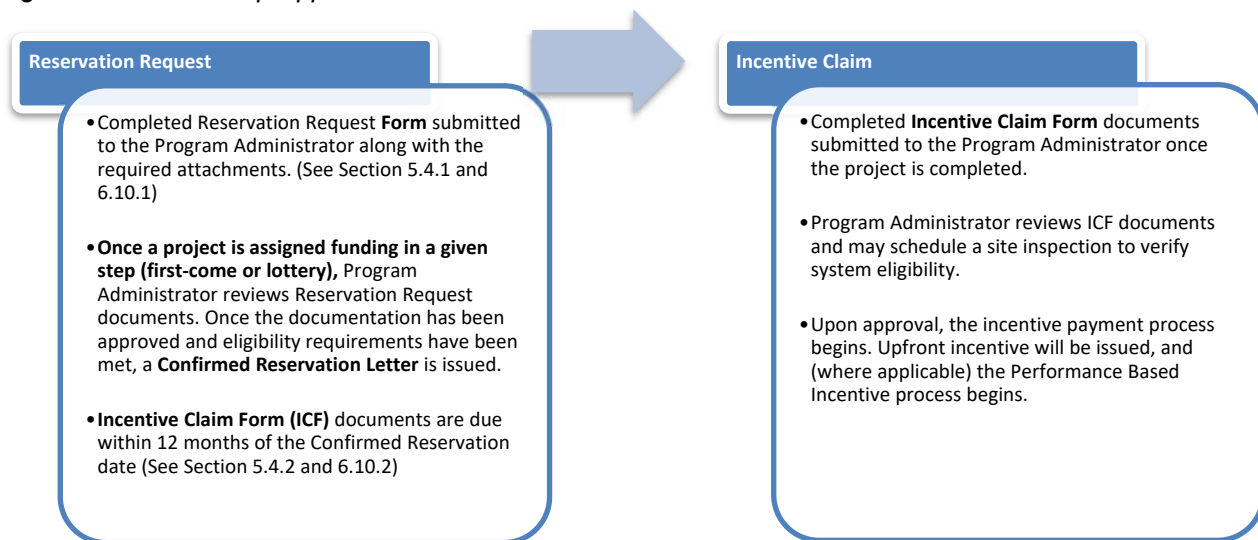 Reservation Request
•Completed Reservation Request Form submitted
to the Program Administrator along with the
required attachments. (See Section 5.4.1 and
6.10.1)
•Once a project is assigned funding in a given
step (first-come or lottery), Program
Administrator reviews Reservation Request
documents. Once the documentation has been
approved and eligibility requirements have been
met, a Confirmed Reservation Letter is issued.
•Incentive Claim Form (ICF) documents are due
within 12 months of the Confirmed Reservation
date (See Section 5.4.2 and 6.10.2)
Incentive Claim
•Completed Incentive Claim Form documents
submitted to the Program Administrator once
the project is completed.
•Program Administrator reviews ICF documents
and may schedule a site inspection to verify
system eligibility.
•Upon approval, the incentive payment process
begins. Upfront incentive will be issued, and
(where applicable) the Performance Based
Incentive process begins.